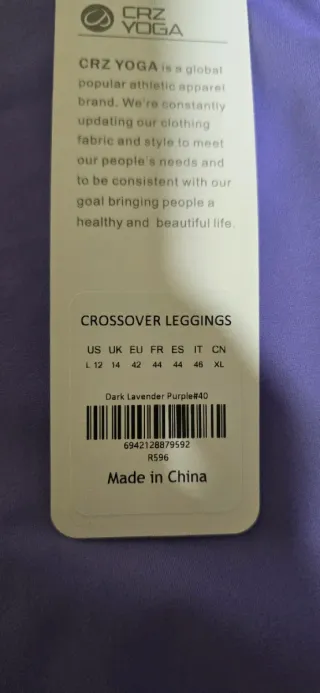 CRZ
YOGA
CRZ YOGA is a global
popular athletic apparel
brand. We're constantly
updating our clothing
fabric and style to meet
our people's needs and
to be consistent with our
goal bringing people a
healthy and beautiful life.
CROSSOVER LEGGINGS
US UK EU FR ES IT CN
L 12 14 42 44 44 46 XL
Dark Lavender Purple#40
6942128879592
R596
Made in China